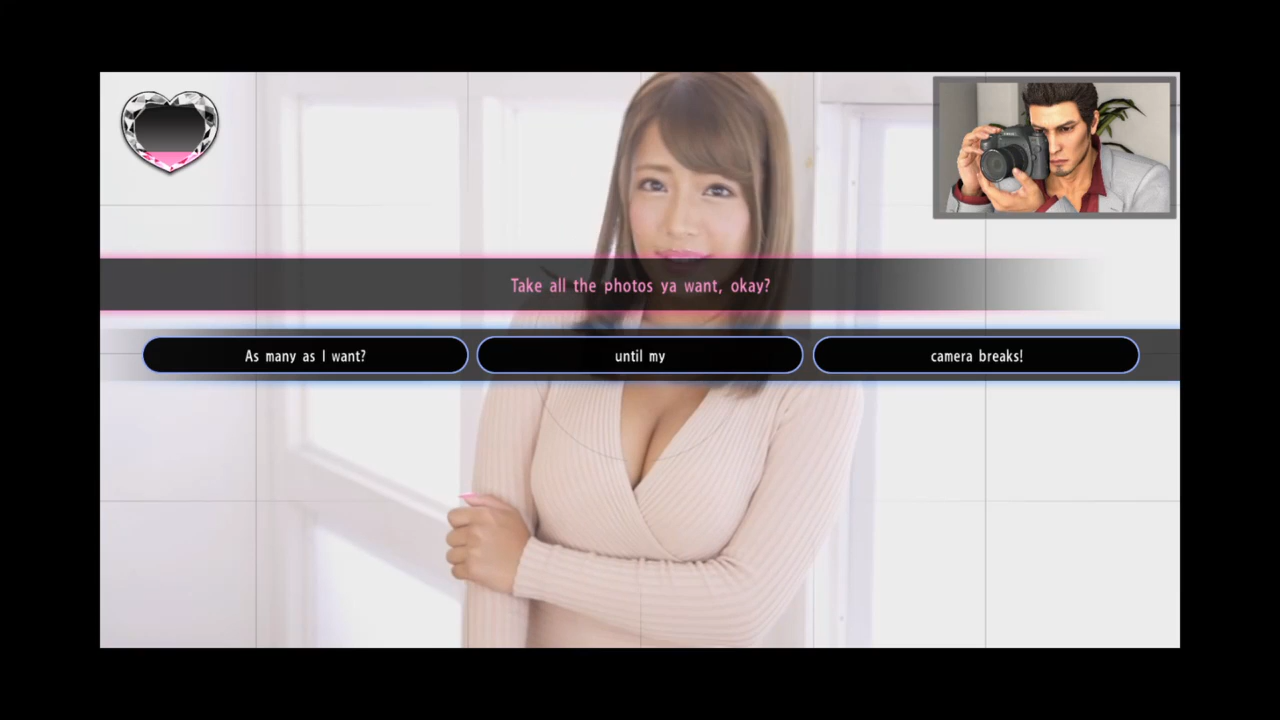 Take all the photos ya want, okay?
As many as I want? until my camera breaks!